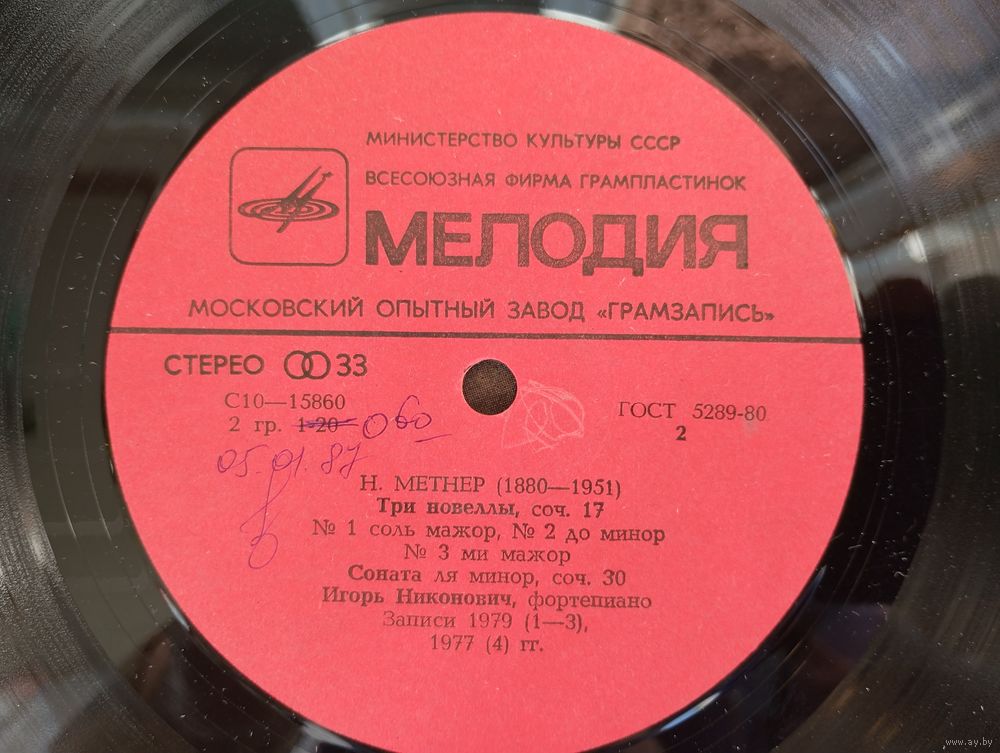 МИНИСТЕРСТВО КУЛЬТУРЫ СССР
ВСЕСОЮЗНАЯ ФИРМА ГРАМПЛАСТИНОК
МЕЛОДИЯ
МОСКОВСКИЙ ОПЫТНЫЙ ЗАВОД «ГРАМЗАПИСЬ»
СТЕРЕО 33
С10—15860
2 гр. 1-20 0 60
05.01.87
ГОСТ 5289-80
2
Н. МЕТНЕР (1880—1951)
Три новеллы, соч. 17
№ 1 соль мажор, № 2 до минор
№ 3 ми мажор
Соната ля минор, соч. 30
Игорь Никонович, фортепиано
Записи 1979 (1—3),
1977 (4) гг.
www.ay.by